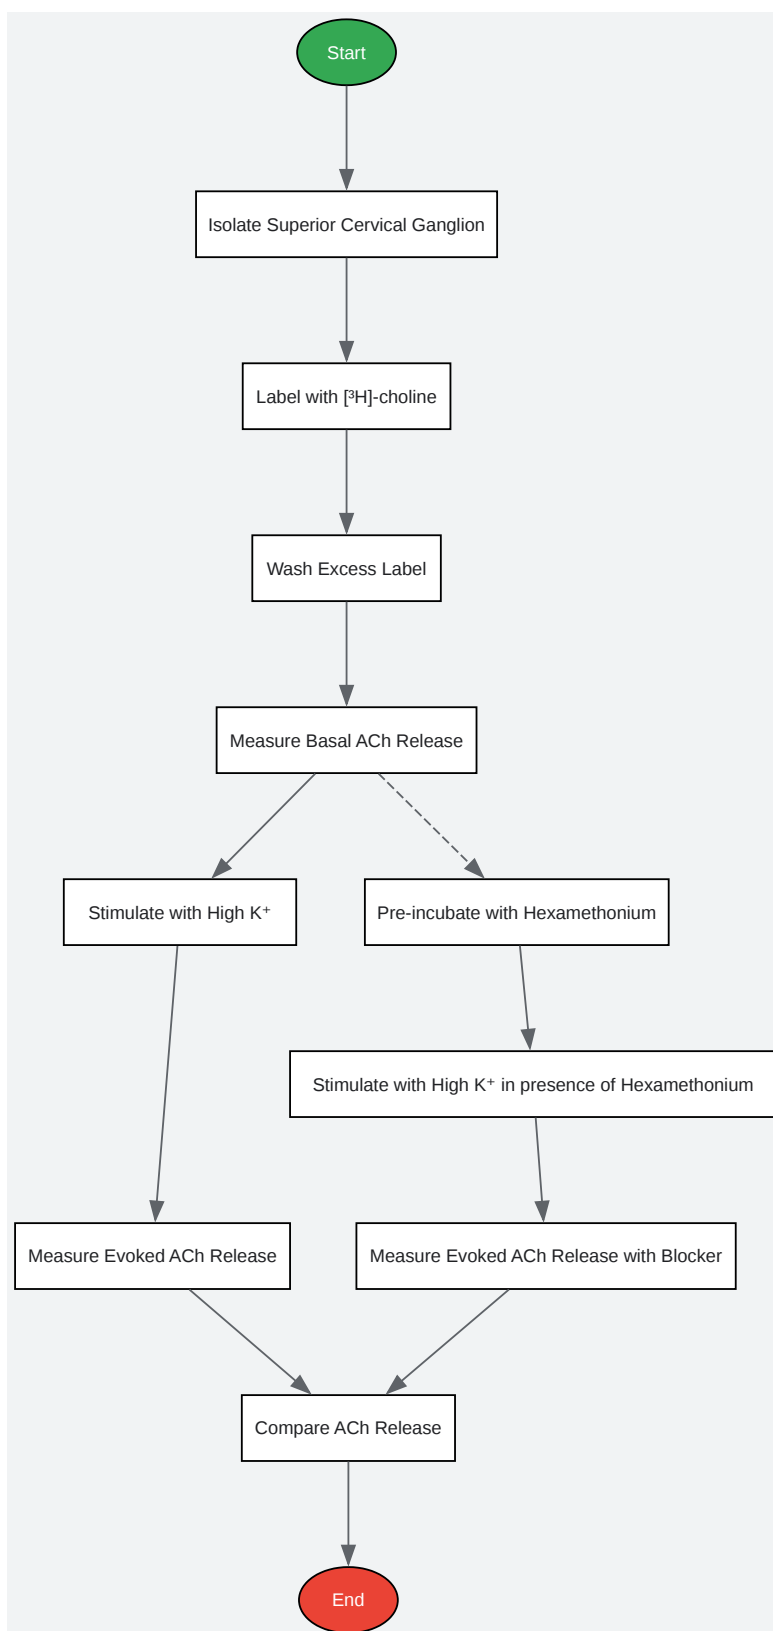 Start
Isolate Superior Cervical Ganglion
Label with [³H]-choline
Wash Excess Label
Measure Basal ACh Release
Stimulate with High K⁺
Pre-incubate with Hexamethonium
Stimulate with High K⁺ in presence of Hexamethonium
Measure Evoked ACh Release
Measure Evoked ACh Release with Blocker
Compare ACh Release
End